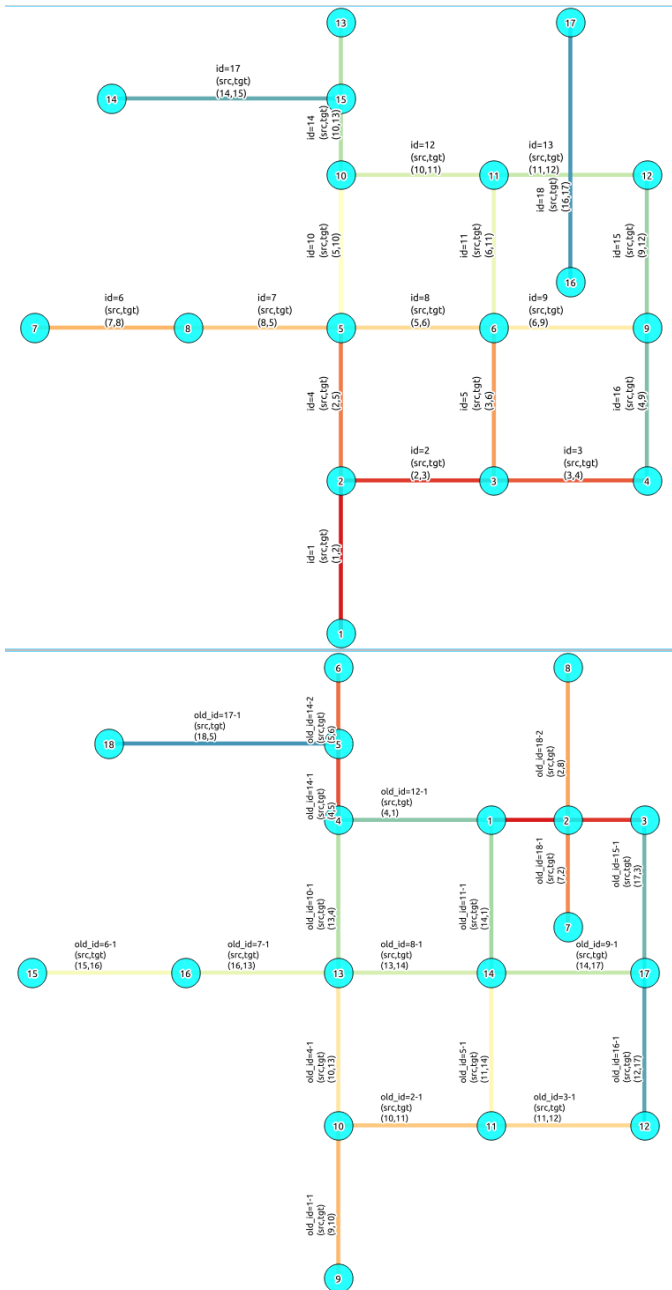 13
17
id=17
(src,tgt)
(14,15)
14
15
id=14
(src,tgt)
(10,13)
id=12
(src,tgt)
(10,11)
id=13
(src,tgt)
(11,12)
10
11
12
id=18
(src,tgt)
(16,17)
id=10
(src,tgt)
(5,10)
id=11
(src,tgt)
(6,11)
id=15
(src,tgt)
(9,12)
16
id=6
(src,tgt)
(7,8)
id=7
(src,tgt)
(8,5)
id=8
(src,tgt)
(5,6)
id=9
(src,tgt)
(6,9)
7
8
5
6
9
id=4
(src,tgt)
(2,5)
id=5
(src,tgt)
(3,6)
id=16
(src,tgt)
(4,9)
id=2
(src,tgt)
(2,3)
id=3
(src,tgt)
(3,4)
2
3
4
id=1
(src,tgt)
(1,2)
1
6
8
old_id=14-2
(src,tgt)
(5,6)
old_id=17-1
(src,tgt)
(18,5)
18
5
old_id=18-2
(src,tgt)
(2,8)
old_id=14-1
(src,tgt)
(4,5)
old_id=12-1
(src,tgt)
(4,1)
4
1
2
3
old_id=18-1
(src,tgt)
(7,2)
old_id=15-1
(src,tgt)
(17,3)
old_id=10-1
(src,tgt)
(13,4)
old_id=11-1
(src,tgt)
(14,1)
7
old_id=6-1
(src,tgt)
(15,16)
old_id=7-1
(src,tgt)
(16,13)
old_id=8-1
(src,tgt)
(13,14)
old_id=9-1
(src,tgt)
(14,17)
15
16
13
14
17
old_id=4-1
(src,tgt)
(10,13)
old_id=5-1
(src,tgt)
(11,14)
old_id=16-1
(src,tgt)
(12,17)
old_id=2-1
(src,tgt)
(10,11)
old_id=3-1
(src,tgt)
(11,12)
10
11
12
old_id=1-1
(src,tgt)
(9,10)
9